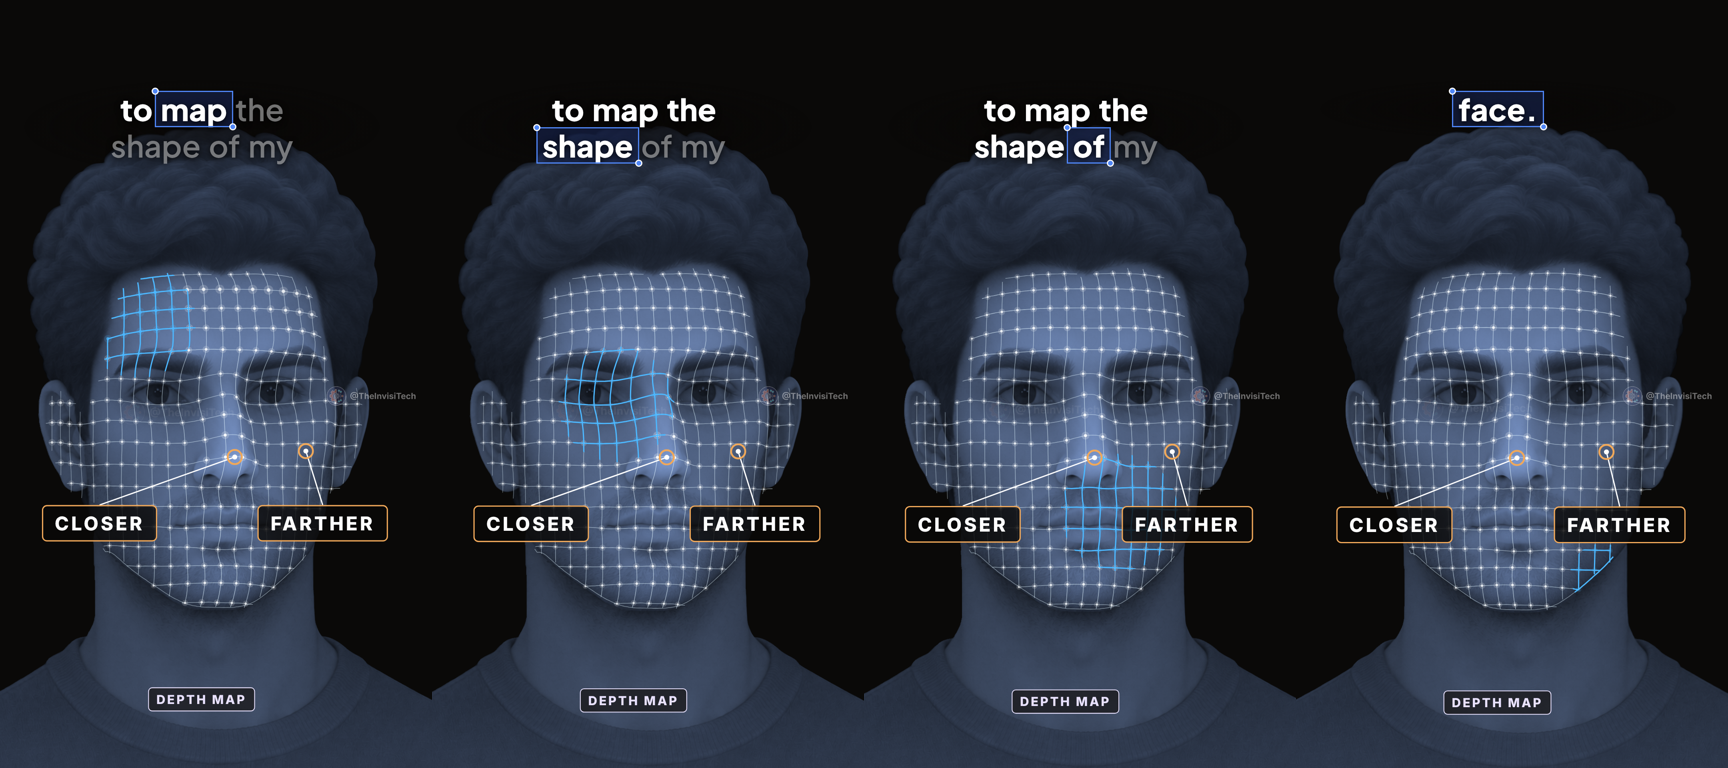 to map the
shape of my
@TheInvisiTech
CLOSER
FARTHER
DEPTH MAP
to map the
shape of my
@TheInvisiTech
CLOSER
FARTHER
DEPTH MAP
to map the
shape of my
@TheInvisiTech
CLOSER
FARTHER
DEPTH MAP
face.
@TheInvisiTech
CLOSER
FARTHER
DEPTH MAP